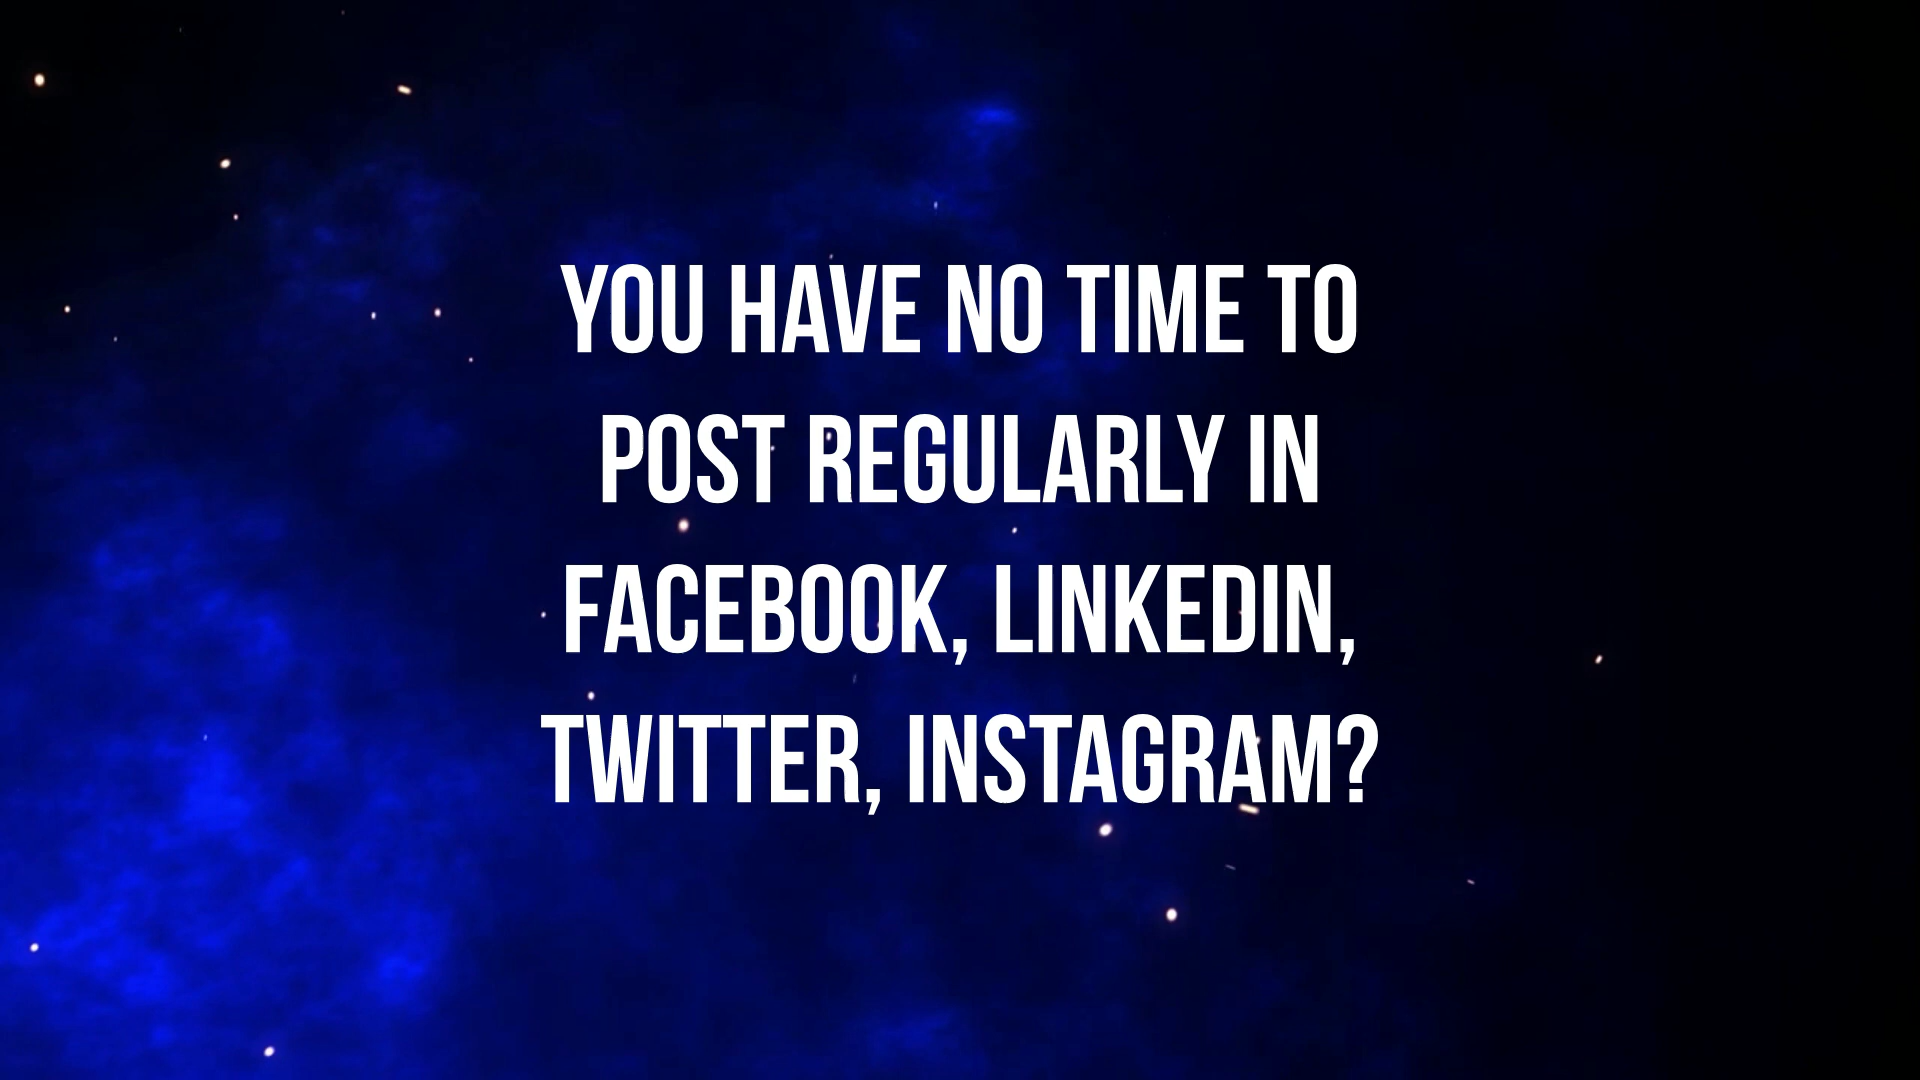 YOU HAVE NO TIME TO
POST REGULARLY IN
FACEBOOK, LINKEDIN,
TWITTER, INSTAGRAM?